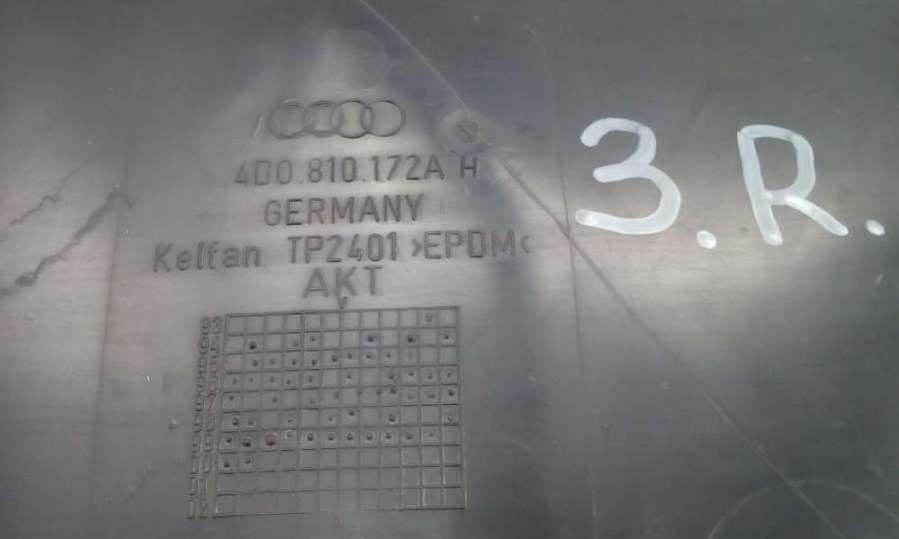 4D0.810.172A H
GERMANY
Kelfan TP2401 >EPDM<
AKT
3.R.